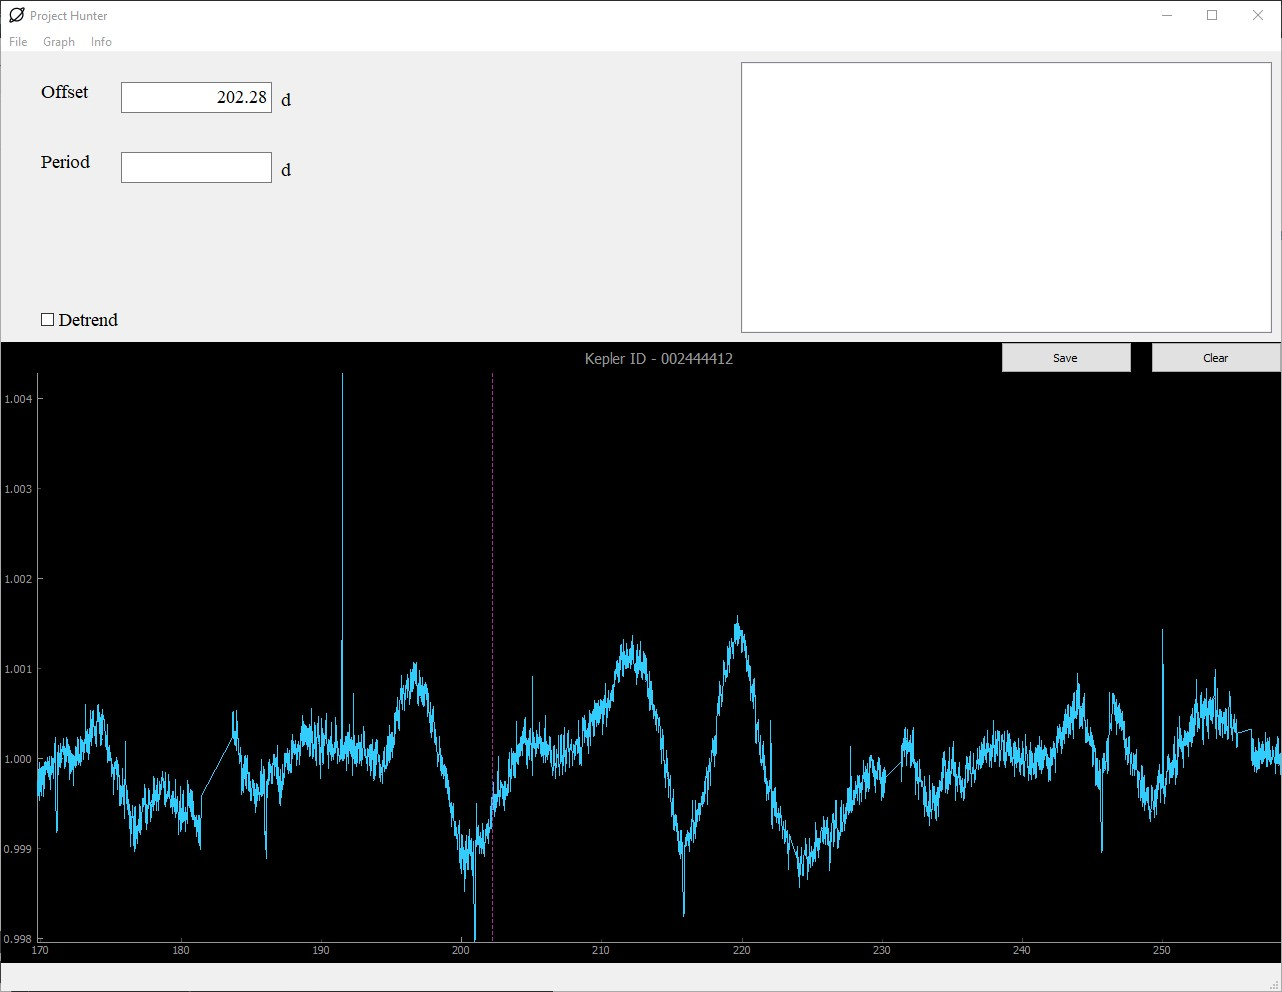 Project Hunter
File Graph Info
Offset 202.28 d
Period d
Detrend
Kepler ID - 002444412
Save
Clear
1.004
1.003
1.002
1.001
1.000
0.999
0.998
170 180 190 200 210 220 230 240 250